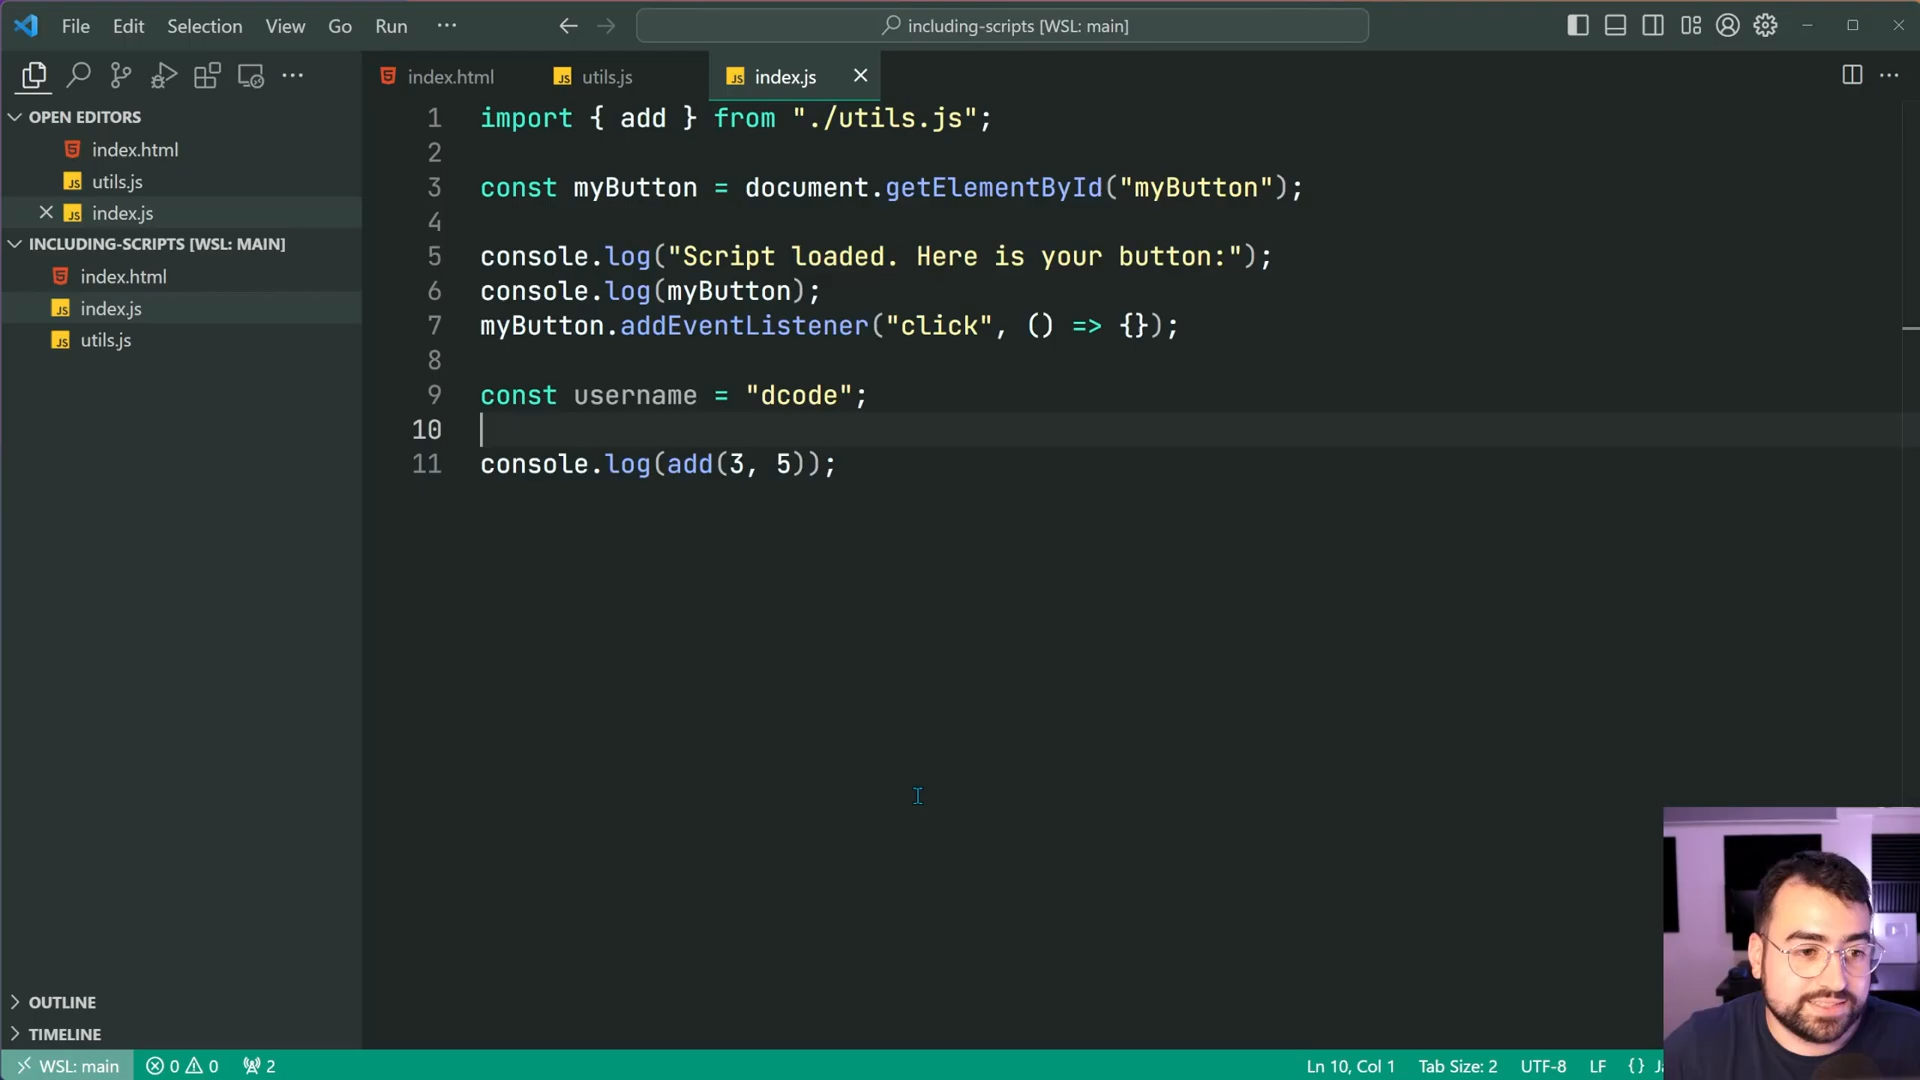 File Edit Selection View Go Run ··· including-scripts [WSL: main]
index.html utils.js index.js
OPEN EDITORS
index.html
utils.js
index.js
INCLUDING-SCRIPTS [WSL: MAIN]
index.html
index.js
utils.js
1 import { add } from "./utils.js";
2
3 const myButton = document.getElementById("myButton");
4
5 console.log("Script loaded. Here is your button:");
6 console.log(myButton);
7 myButton.addEventListener("click", () => {});
8
9 const username = "dcode";
10
11 console.log(add(3, 5));
OUTLINE
TIMELINE
WSL: main 0 0 2 Ln 10, Col 1 Tab Size: 2 UTF-8 LF {}